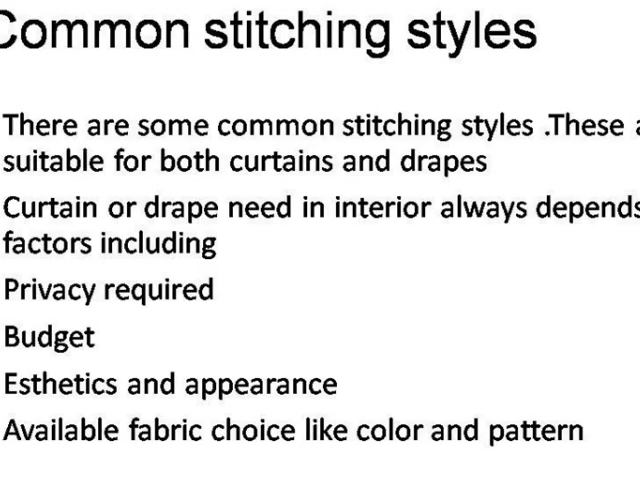 Common stitching styles
There are some common stitching styles .These
suitable for both curtains and drapes
Curtain or drape need in interior always depends
factors including
Privacy required
Budget
Esthetics and appearance
Available fabric choice like color and pattern